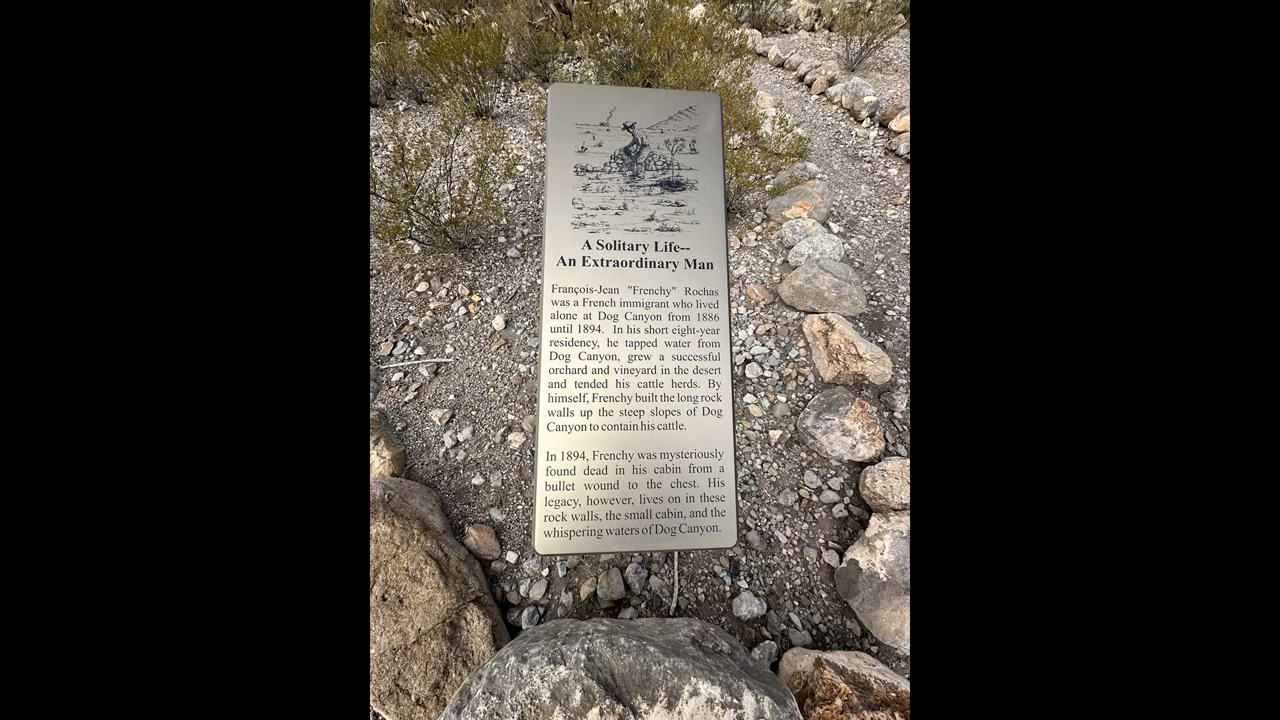 A Solitary Life--
An Extraordinary Man
François-Jean "Frenchy" Rochas
was a French immigrant who lived
alone at Dog Canyon from 1886
until 1894. In his short eight-year
residency, he tapped water from
Dog Canyon, grew a successful
orchard and vineyard in the desert
and tended his cattle herds. By
himself, Frenchy built the long rock
walls up the steep slopes of Dog
Canyon to contain his cattle.
In 1894, Frenchy was mysteriously
found dead in his cabin from a
bullet wound to the chest. His
legacy, however, lives on in these
rock walls, the small cabin, and the
whispering waters of Dog Canyon.